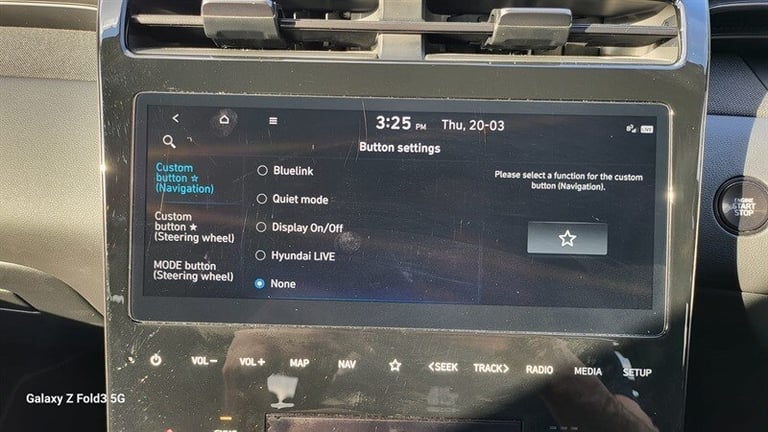 3:25 PM Thu, 20-03
LIVE
Button settings
Custom
button ☆
(Navigation)
Custom
button ★
(Steering wheel)
MODE button
(Steering wheel)
Bluelink
Quiet mode
Display On/Off
Hyundai LIVE
None
Please select a function for the custom
button (Navigation).
ENGINE
START
STOP
VOL− VOL+ MAP NAV ☆ <SEEK TRACK> RADIO MEDIA SETUP
Galaxy Z Fold3 5G